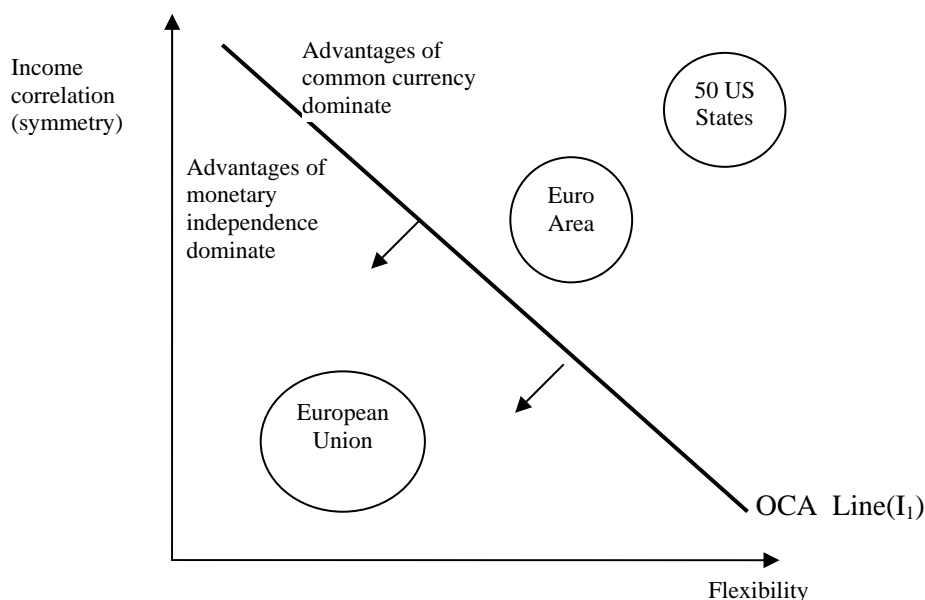 Income
correlation
(symmetry)
Advantages of
common currency
dominate
50 US
States
Advantages of
monetary
independence
dominate
Euro
Area
European
Union
OCA Line(I₁)
Flexibility